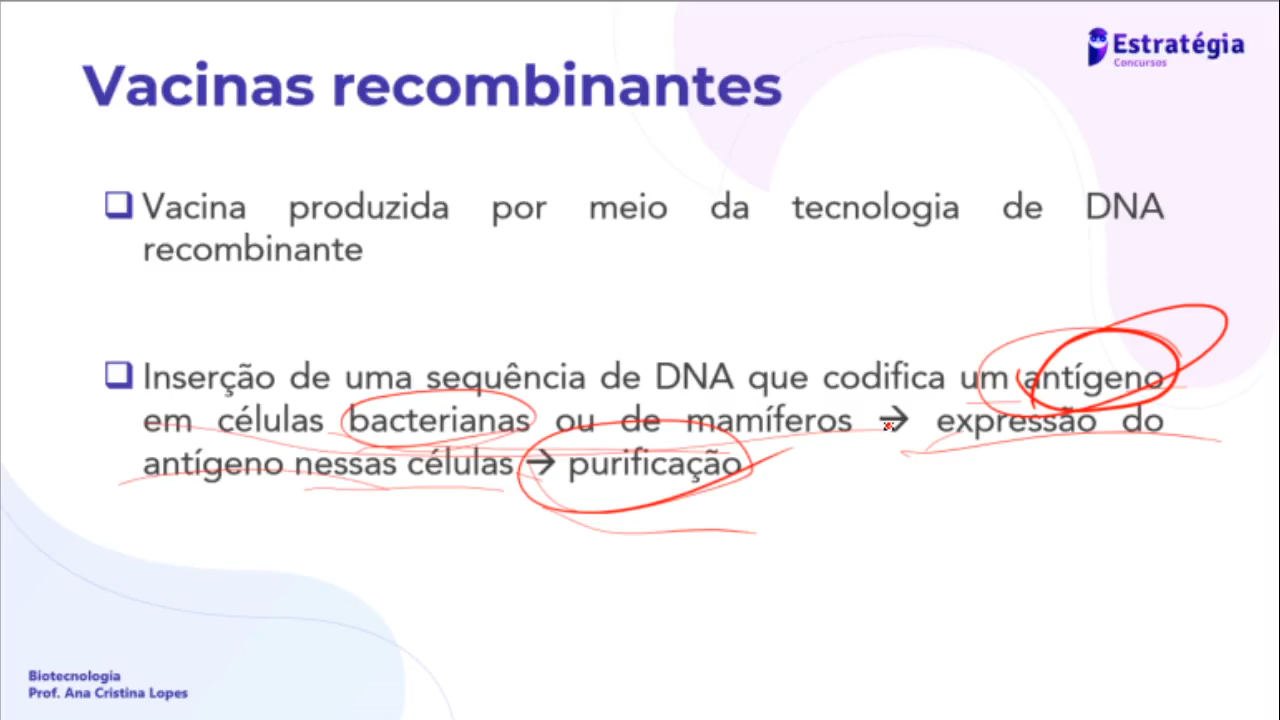 Estratégia
Concursos
Vacinas recombinantes
Vacina produzida por meio da tecnologia de DNA
recombinante
Inserção de uma sequência de DNA que codifica um antígeno
em células bacterianas ou de mamíferos → expressão do
antígeno nessas células → purificação
Biotecnologia
Prof. Ana Cristina Lopes